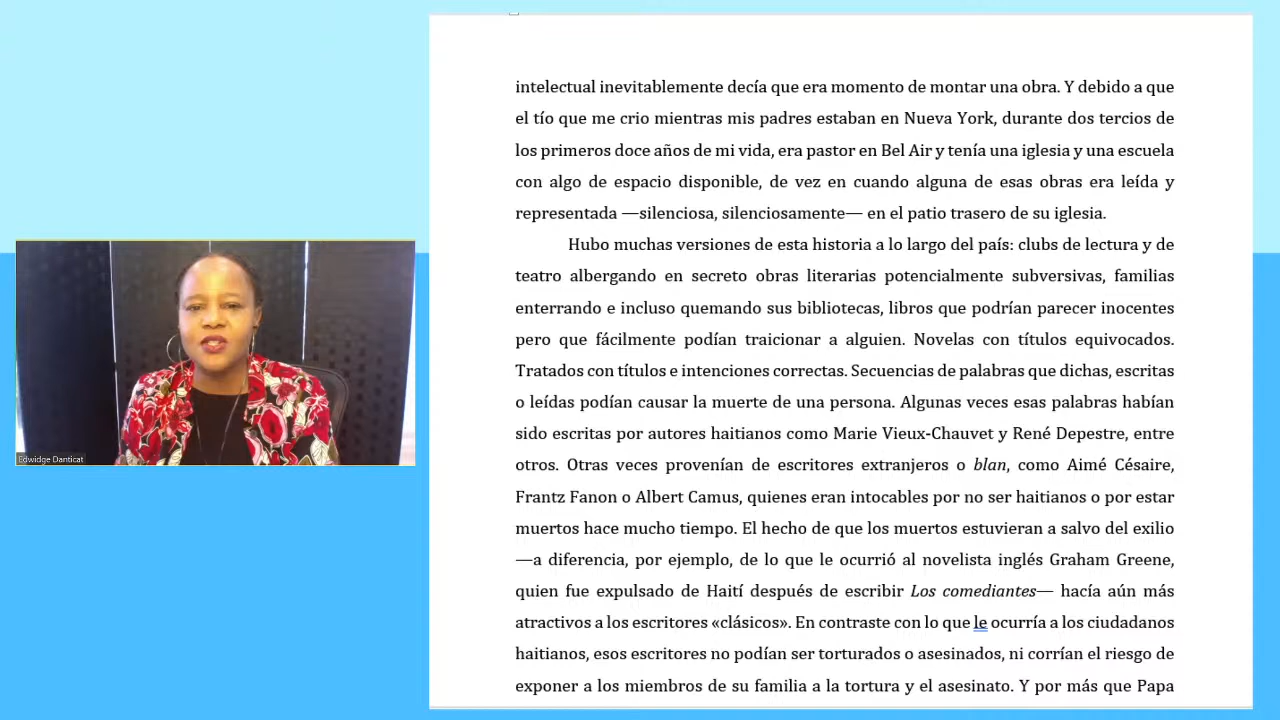 intelectual inevitablemente decía que era momento de montar una obra. Y debido a que
el tío que me crio mientras mis padres estaban en Nueva York, durante dos tercios de
los primeros doce años de mi vida, era pastor en Bel Air y tenía una iglesia y una escuela
con algo de espacio disponible, de vez en cuando alguna de esas obras era leída y
representada —silenciosa, silenciosamente— en el patio trasero de su iglesia.
Hubo muchas versiones de esta historia a lo largo del país: clubs de lectura y de
teatro albergando en secreto obras literarias potencialmente subversivas, familias
enterrando e incluso quemando sus bibliotecas, libros que podrían parecer inocentes
pero que fácilmente podían traicionar a alguien. Novelas con títulos equivocados.
Tratados con títulos e intenciones correctas. Secuencias de palabras que dichas, escritas
o leídas podían causar la muerte de una persona. Algunas veces esas palabras habían
sido escritas por autores haitianos como Marie Vieux-Chauvet y René Depestre, entre
otros. Otras veces provenían de escritores extranjeros o blan, como Aimé Césaire,
Frantz Fanon o Albert Camus, quienes eran intocables por no ser haitianos o por estar
muertos hace mucho tiempo. El hecho de que los muertos estuvieran a salvo del exilio
—a diferencia, por ejemplo, de lo que le ocurrió al novelista inglés Graham Greene,
quien fue expulsado de Haití después de escribir Los comediantes— hacía aún más
atractivos a los escritores «clásicos». En contraste con lo que le ocurría a los ciudadanos
haitianos, esos escritores no podían ser torturados o asesinados, ni corrían el riesgo de
exponer a los miembros de su familia a la tortura y el asesinato. Y por más que Papa
Edwidge Danticat